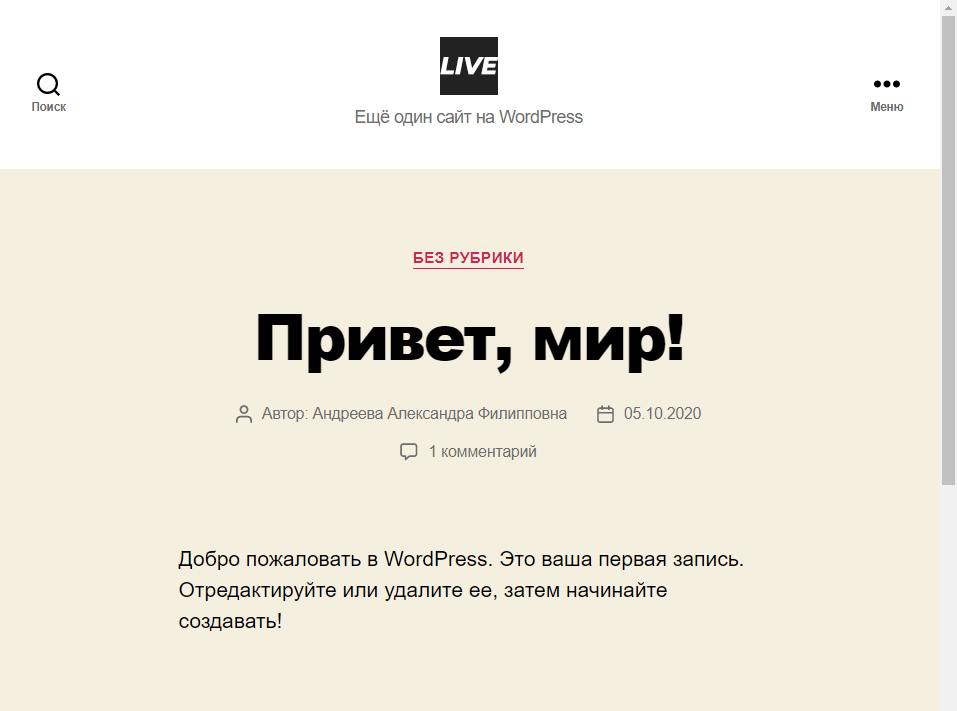 LIVE
Поиск
Меню
Ещё один сайт на WordPress
БЕЗ РУБРИКИ
Привет, мир!
Автор: Андреева Александра Филипповна 05.10.2020
1 комментарий
Добро пожаловать в WordPress. Это ваша первая запись.
Отредактируйте или удалите ее, затем начинайте
создавать!